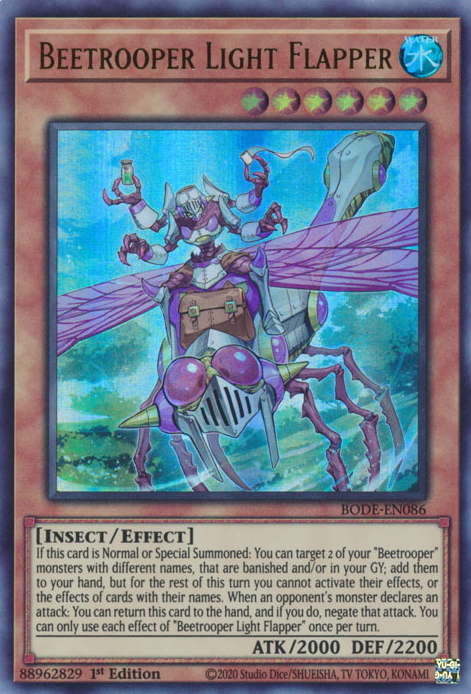 BEETROOPER LIGHT FLAPPER
WATER
水
BODE-EN086
[INSECT/EFFECT]
If this card is Normal or Special Summoned: You can target 2 of your "Beetrooper"
monsters with different names, that are banished and/or in your GY; add them
to your hand, but for the rest of this turn you cannot activate their effects, or
the effects of cards with their names. When an opponent's monster declares an
attack: You can return this card to the hand, and if you do, negate that attack. You
can only use each effect of "Beetrooper Light Flapper" once per turn.
ATK/2000 DEF/2200
88962829 1st Edition ©2020 Studio Dice/SHUEISHA, TV TOKYO, KONAMI